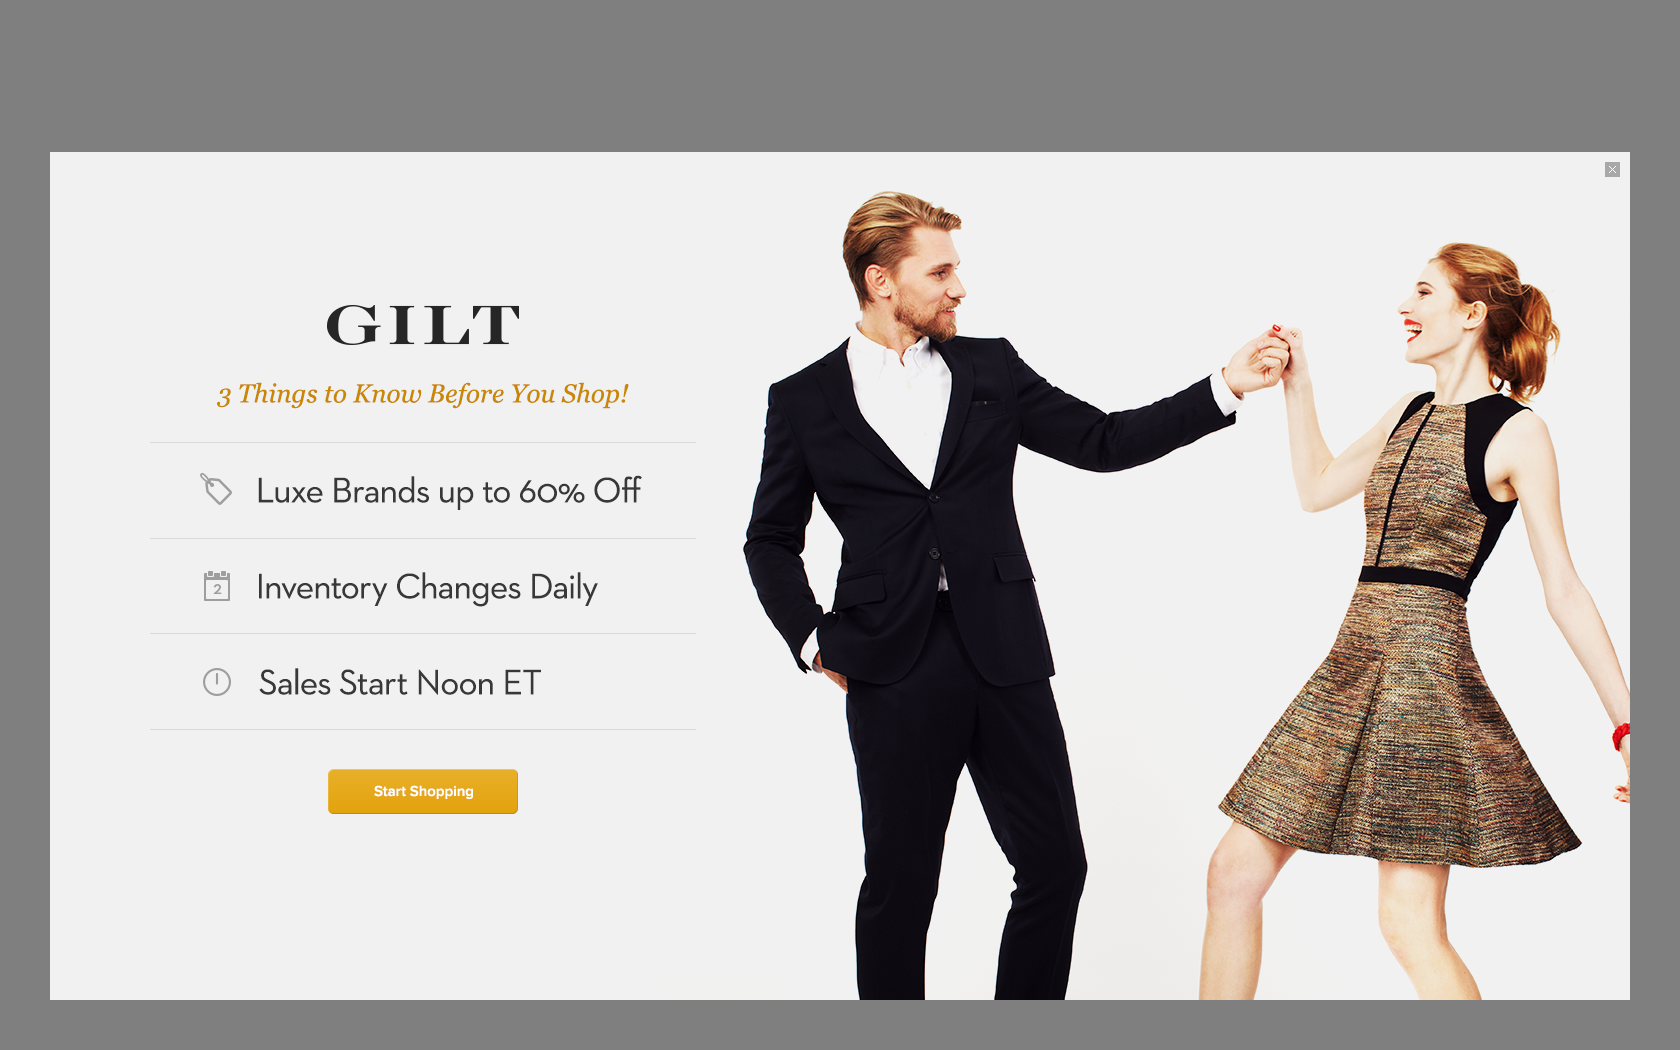 GILT
3 Things to Know Before You Shop!
Luxe Brands up to 60% Off
2
Inventory Changes Daily
Sales Start Noon ET
Start Shopping